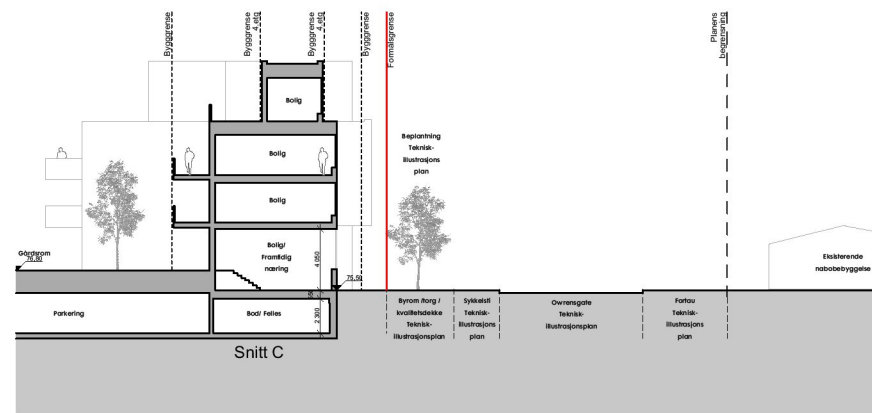 Byggrense
Byggrense
4 etg
Byggrense
4 etg
Byggrense
Formålsgrense
Planens
begrensning
Bolig
Bolig
Bolig
Bolig/
Framtidig
næring
4 050
Beplantning
Teknisk-
illustrasjons
plan
Gårdsrom
76,80
75,50
Eksisterende
nabobebyggelse
Parkering
Bod/ Felles
550
2 300
Byrom /torg /
kvalitetsdekke
Teknisk-
illustrasjonsplan
Sykkelsti
Teknisk-
illustrasjons
plan
Owrensgate
Teknisk-
illustrasjonsplan
Fortau
Teknisk-
illustrasjons
plan
Snitt C